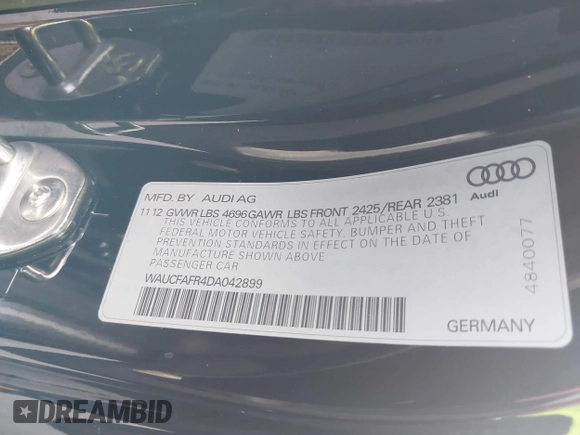 MFD. BY AUDI AG
11 12 GVWR LBS 4696 GAWR LBS FRONT 2425/REAR 2381
THIS VEHICLE CONFORMS TO ALL APPLICABLE U.S.
FEDERAL MOTOR VEHICLE SAFETY, BUMPER AND THEFT
PREVENTION STANDARDS IN EFFECT ON THE DATE OF
MANUFACTURE SHOWN ABOVE
PASSENGER CAR
WAUCFAFR4DA042899
Audi
4840077
GERMANY
DREAMBID